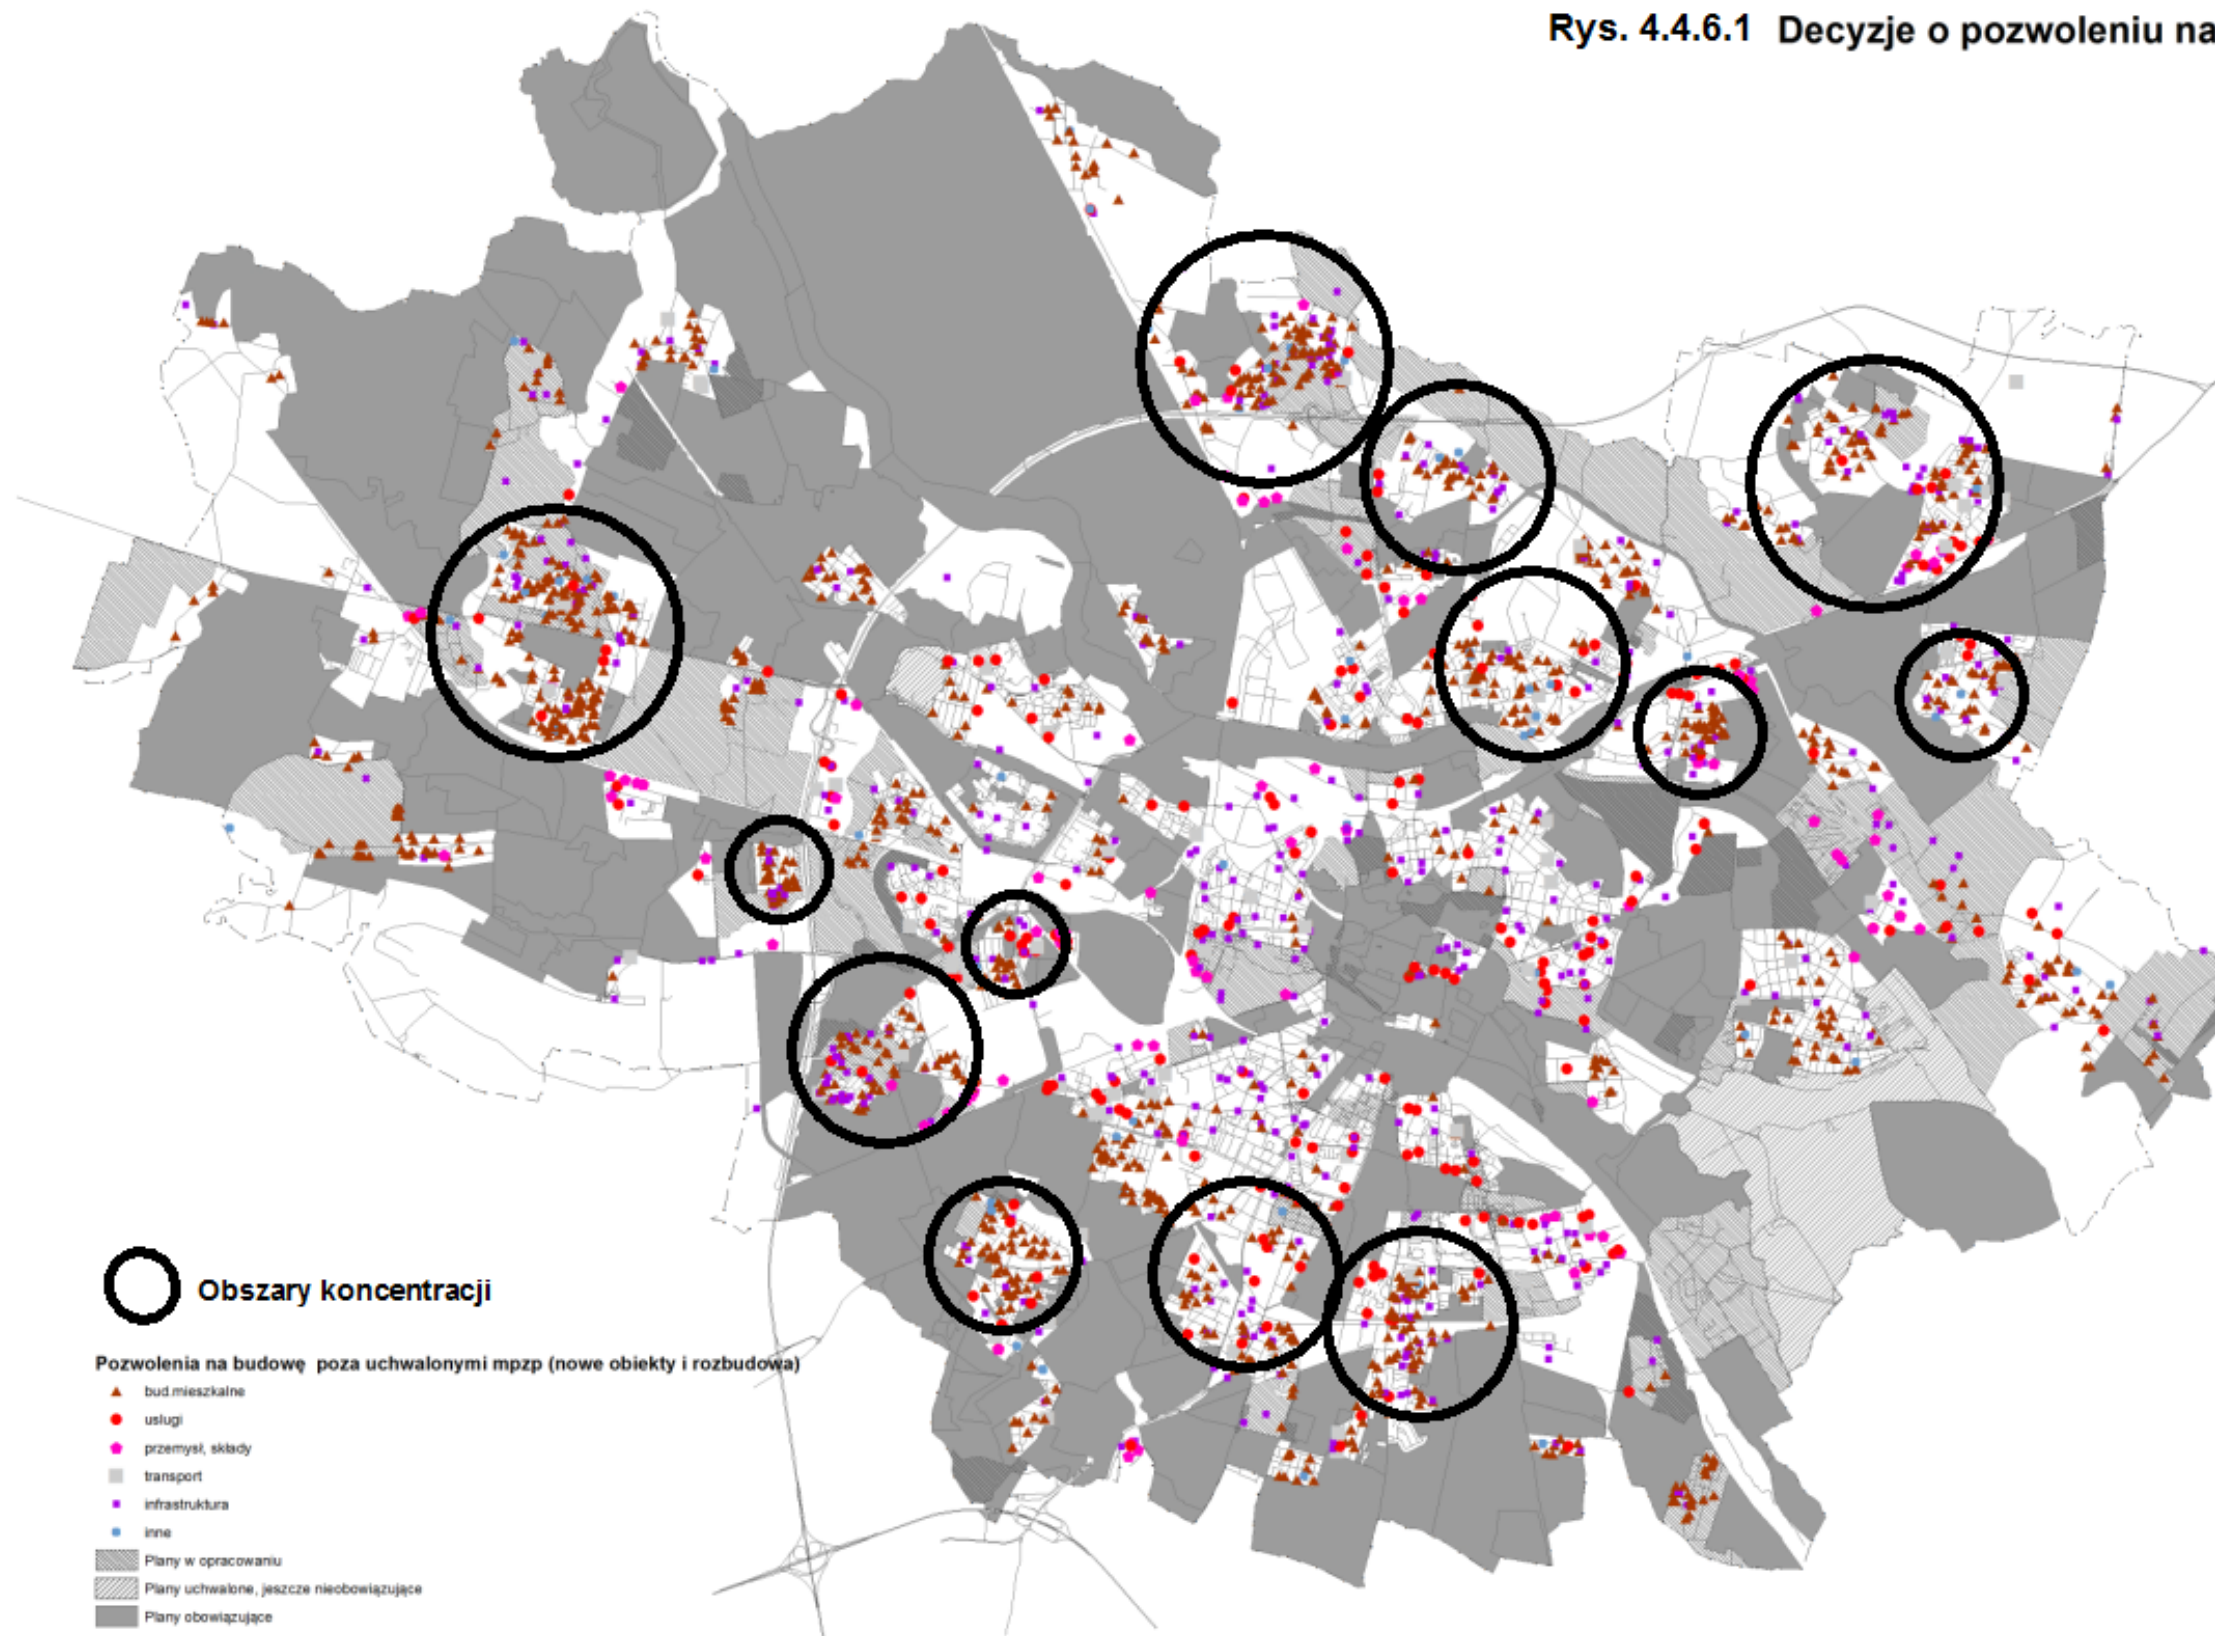 Rys. 4.4.6.1 Decyzje o pozwoleniu na
Obszary koncentracji
Pozwolenia na budowę poza uchwalonymi mpzp (nowe obiekty i rozbudowa)
bud.mieszkalne
usługi
przemysł, składy
transport
infrastruktura
inne
Plany w opracowaniu
Plany uchwalone, jeszcze nieobowiązujące
Plany obowiązujące